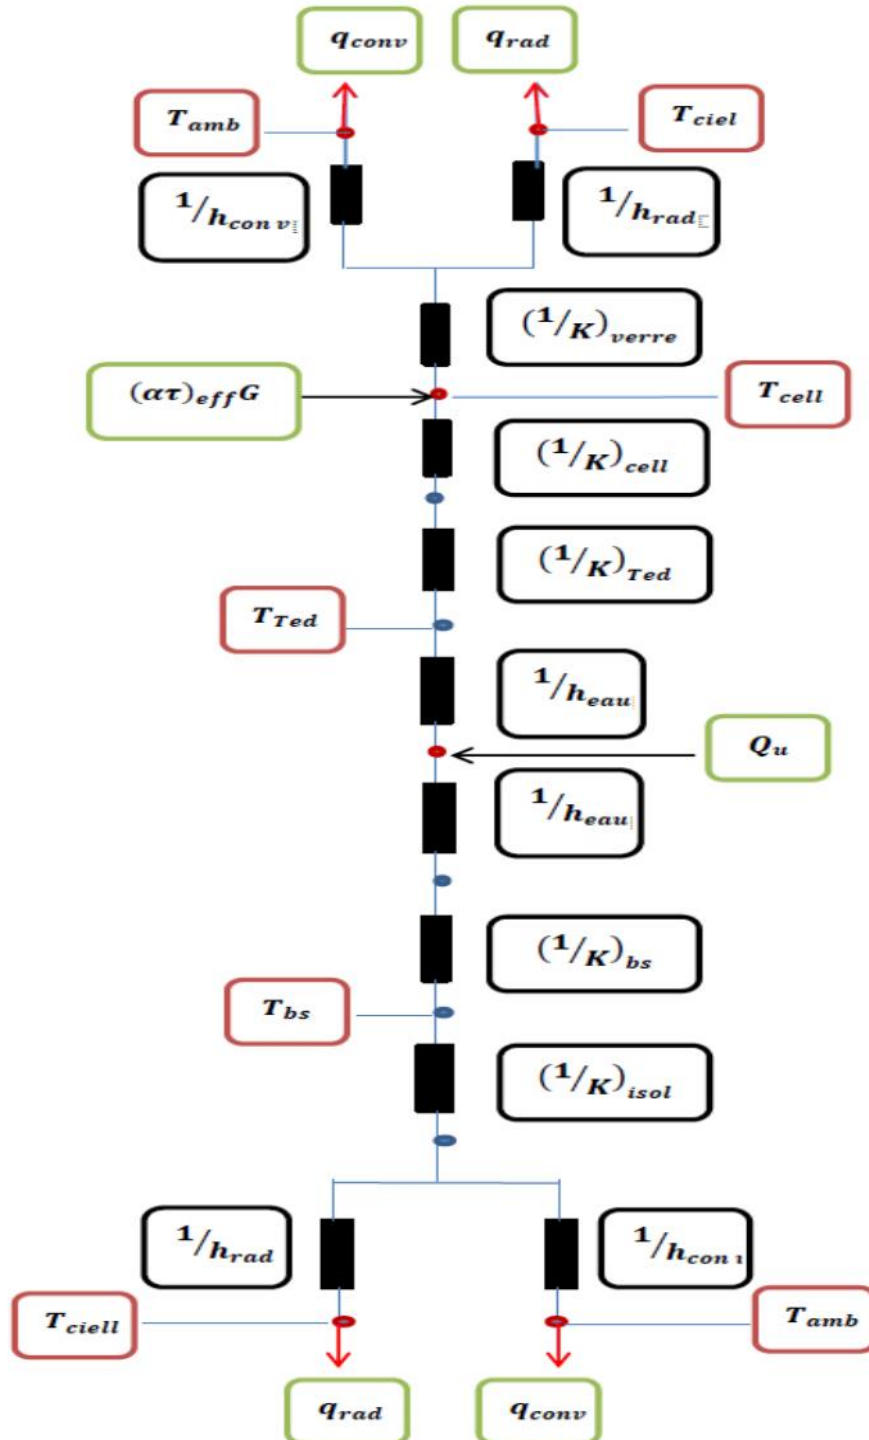 q_conv q_rad
T_amb T_ciel
1/h_conv 1/h_rad
(1/K)_verre
(ατ)_eff G T_cell
(1/K)_cell
(1/K)_Ted
T_Ted
1/h_eau
Q_u
1/h_eau
(1/K)_bs
T_bs
(1/K)_isol
1/h_rad 1/h_con
T_ciell T_amb
q_rad q_conv